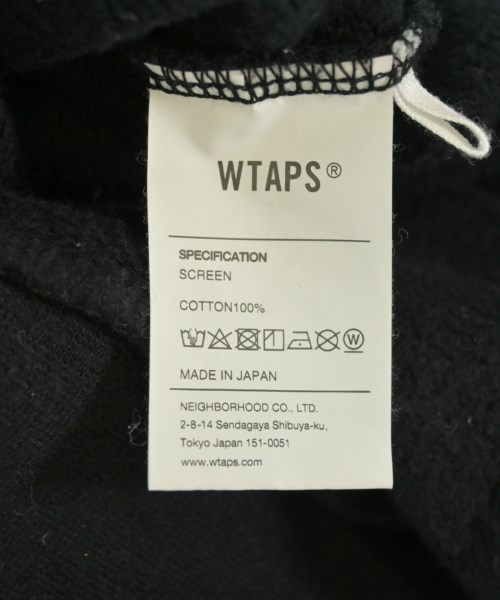 WTAPS®
SPECIFICATION
SCREEN
COTTON100%
W
MADE IN JAPAN
NEIGHBORHOOD CO., LTD.
2-8-14 Sendagaya Shibuya-ku,
Tokyo Japan 151-0051
www.wtaps.com